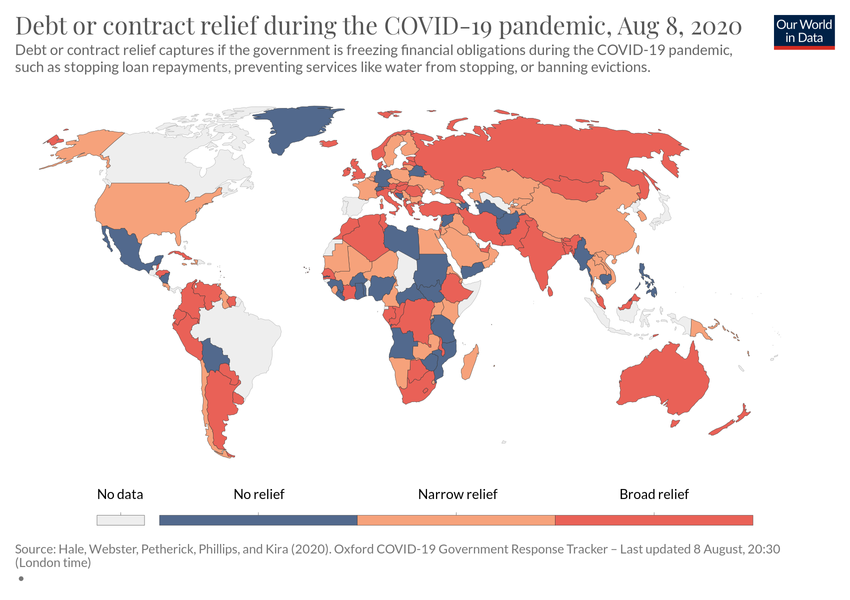 Debt or contract relief during the COVID-19 pandemic, Aug 8, 2020
Our World
in Data
Debt or contract relief captures if the government is freezing financial obligations during the COVID-19 pandemic,
such as stopping loan repayments, preventing services like water from stopping, or banning evictions.
No data
No relief
Narrow relief
Broad relief
Source: Hale, Webster, Petherick, Phillips, and Kira (2020). Oxford COVID-19 Government Response Tracker – Last updated 8 August, 20:30
(London time)